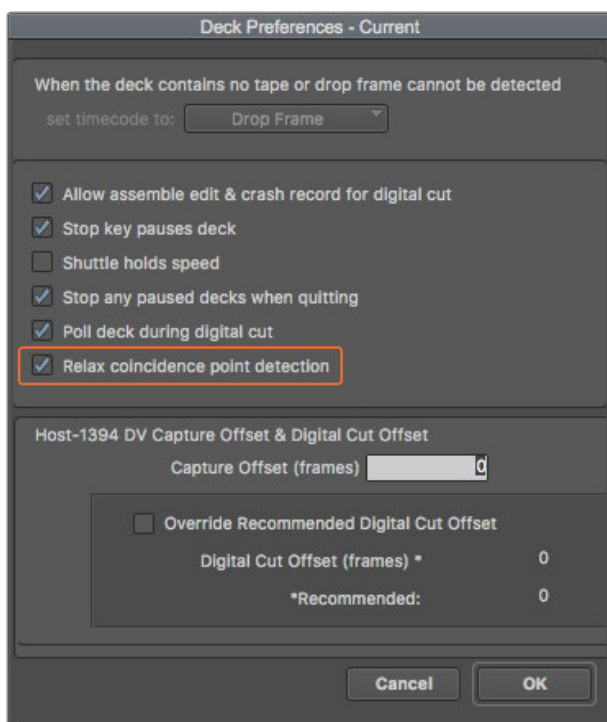 Deck Preferences - Current
When the deck contains no tape or drop frame cannot be detected
set timecode to: Drop Frame
Allow assemble edit & crash record for digital cut
Stop key pauses deck
Shuttle holds speed
Stop any paused decks when quitting
Poll deck during digital cut
Relax coincidence point detection
Host-1394 DV Capture Offset & Digital Cut Offset
Capture Offset (frames) 0
Override Recommended Digital Cut Offset
Digital Cut Offset (frames) * 0
*Recommended: 0
Cancel OK